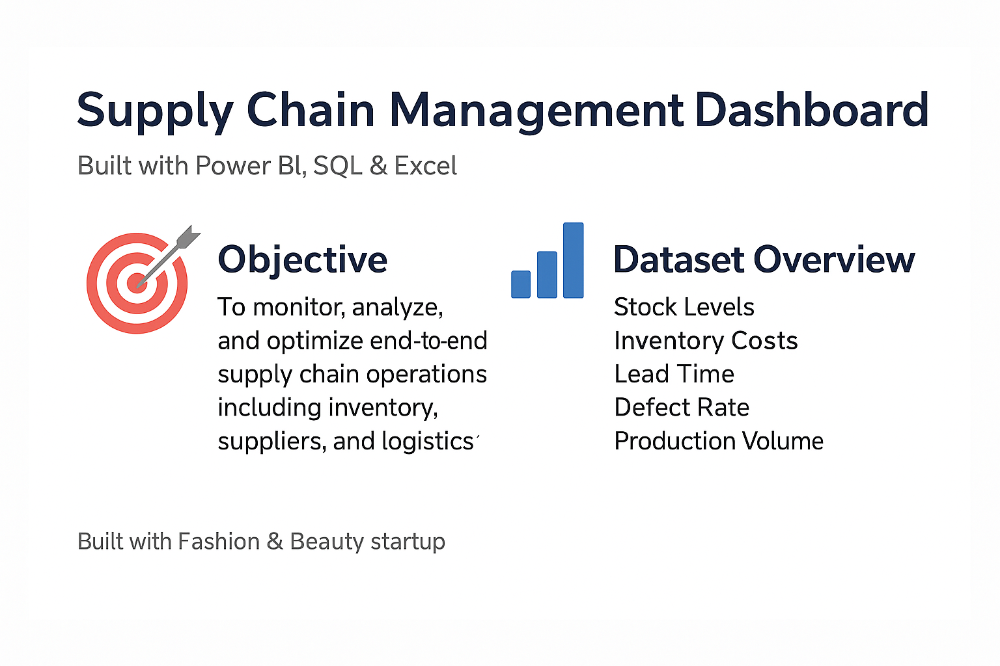 Supply Chain Management Dashboard
Built with Power Bl, SQL & Excel
Objective
To monitor, analyze,
and optimize end-to-end
supply chain operations
including inventory,
suppliers, and logistics´
Dataset Overview
Stock Levels
Inventory Costs
Lead Time
Defect Rate
Production Volume
Built with Fashion & Beauty startup